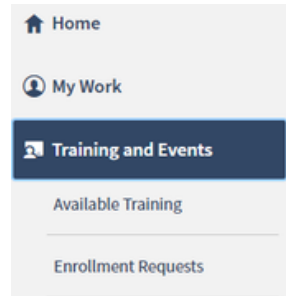 Home
My Work
Training and Events
Available Training
Enrollment Requests